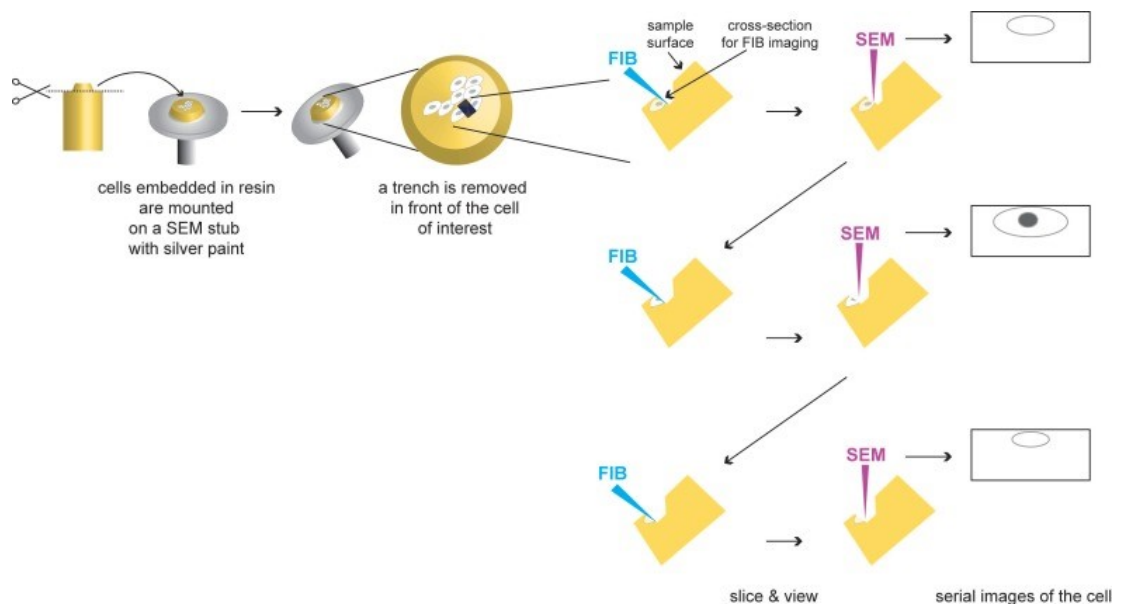 sample
surface
cross-section
for FIB imaging
FIB
SEM
cells embedded in resin
are mounted
on a SEM stub
with silver paint
a trench is removed
in front of the cell
of interest
FIB
SEM
FIB
SEM
slice & view
serial images of the cell